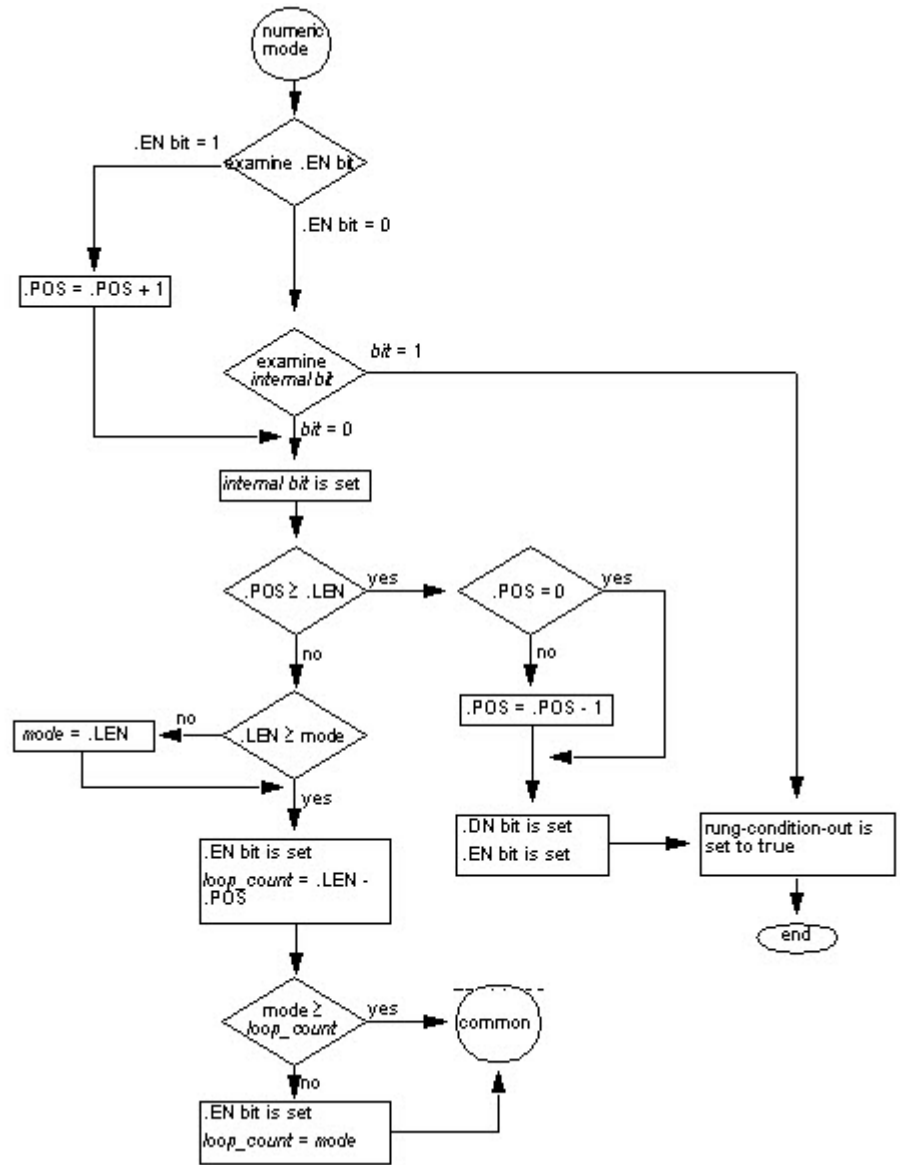 numeric
mode
.EN bit = 1
examine .EN bit
.EN bit = 0
.POS = .POS + 1
examine
internal bit
bit = 1
bit = 0
internal bit is set
.POS ≥ .LEN
yes
.POS = 0
yes
no
no
.POS = .POS - 1
mode = .LEN
no
.LEN ≥ mode
yes
.DN bit is set
.EN bit is set
rung-condition-out is
set to true
.EN bit is set
loop_count = .LEN -
.POS
end
mode ≥
loop_count
yes
common
no
.EN bit is set
loop_count = mode